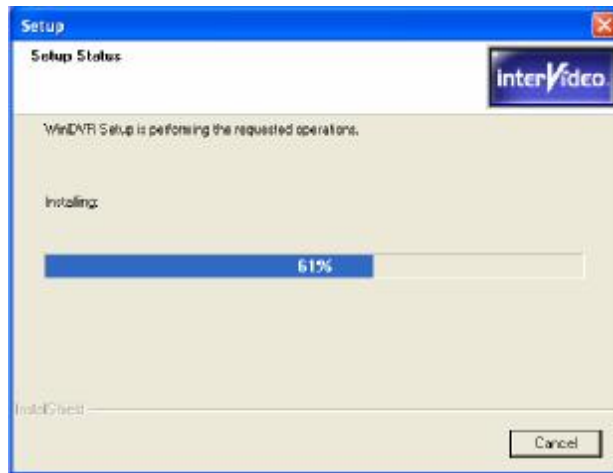 Setup
Setup Status
InterVideo
WinDVR Setup is performing the requested operations.
Installing:
61%
InstallShield
Cancel